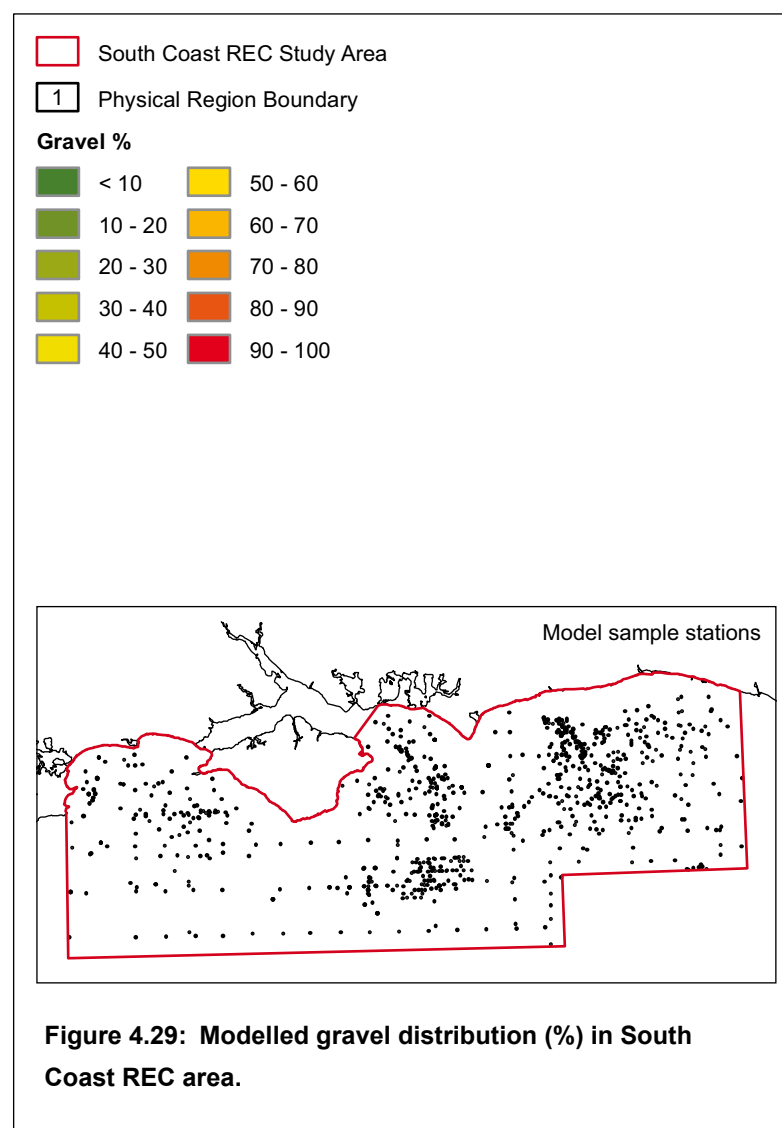 South Coast REC Study Area
1 Physical Region Boundary
Gravel %
< 10
50 - 60
10 - 20
60 - 70
20 - 30
70 - 80
30 - 40
80 - 90
40 - 50
90 - 100
Model sample stations
Figure 4.29: Modelled gravel distribution (%) in South
Coast REC area.